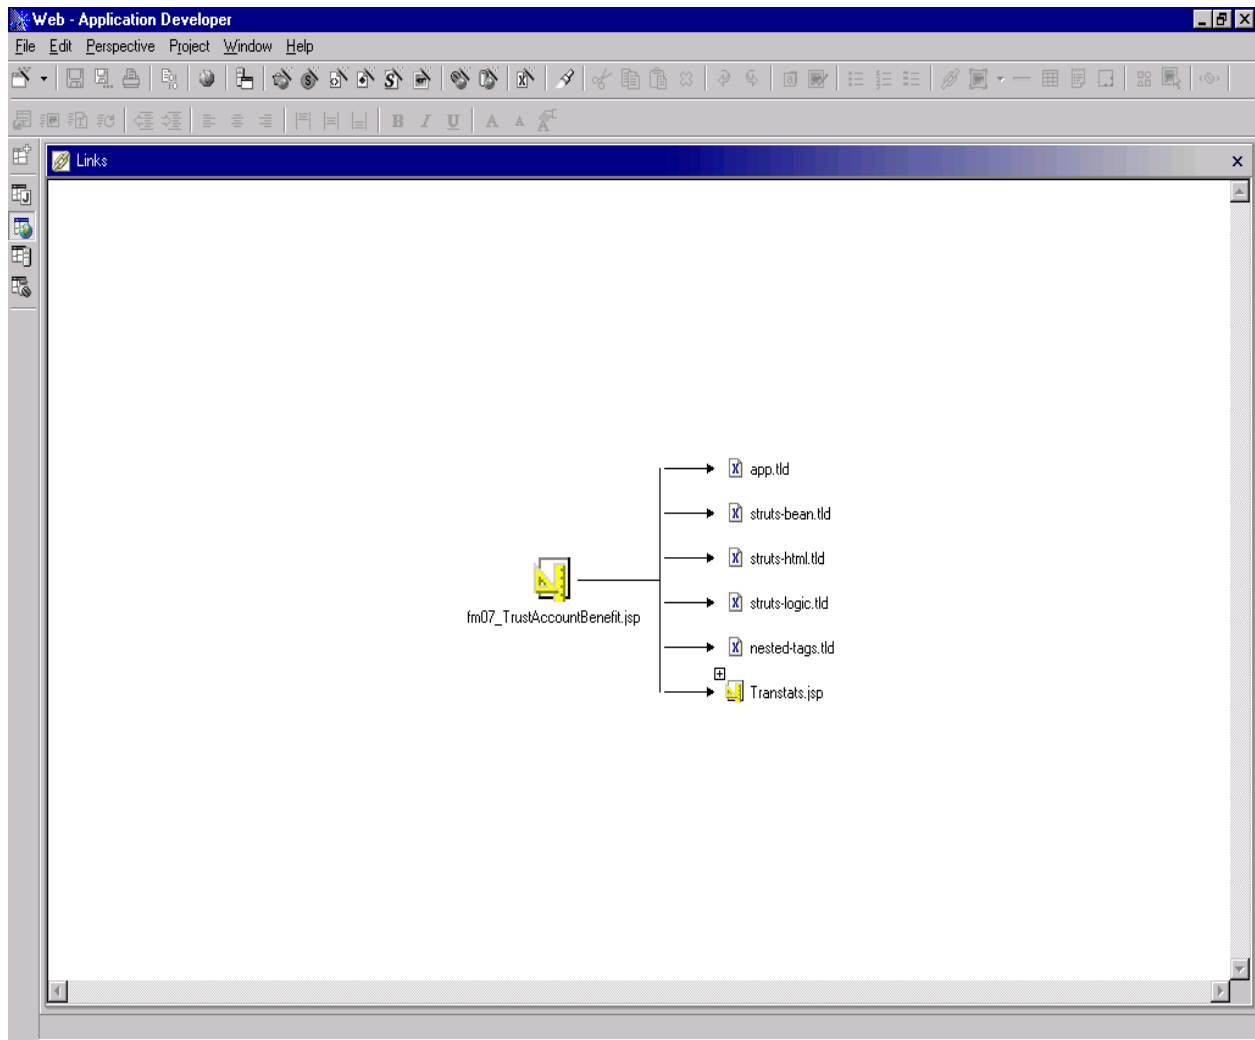 Web - Application Developer
File Edit Perspective Project Window Help
B I U A A
Links
app.tld
struts-bean.tld
struts-html.tld
fm07_TrustAccountBenefit.jsp
struts-logic.tld
nested-tags.tld
Transtats.jsp